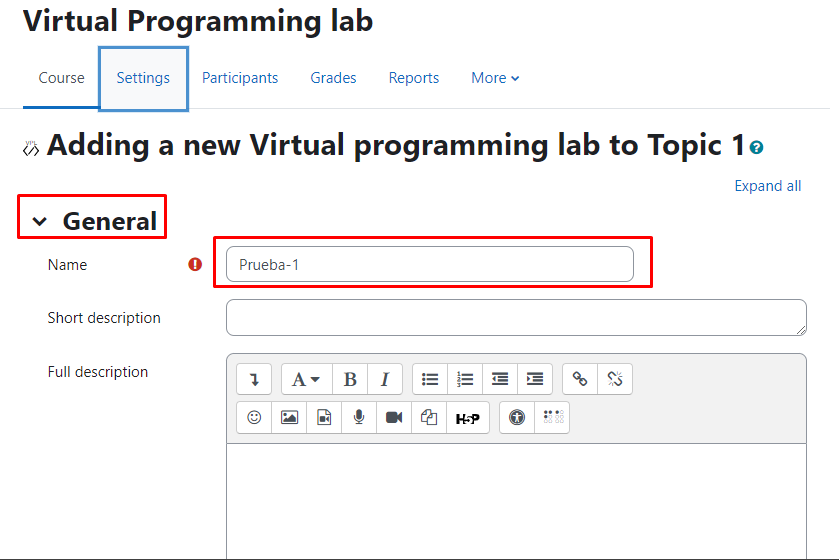 Virtual Programming lab
Course Settings Participants Grades Reports More
VPL Adding a new Virtual programming lab to Topic 1 ?
Expand all
General
Name ! Prueba-1
Short description
Full description
A B I
H5P